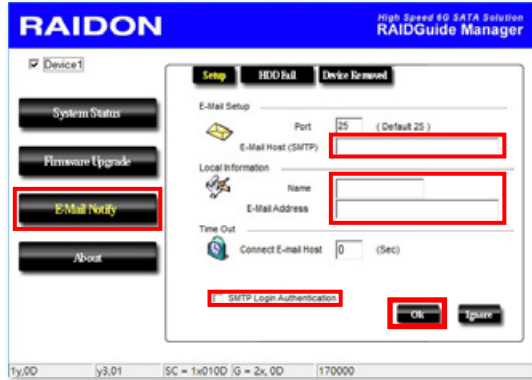 RAIDON
High Speed 6G SATA Solution
RAIDGuide Manager
Device1
Setup
HDD Fail
Device Removed
System Status
Firmware Upgrade
E-Mail Notify
About
E-Mail Setup
Port 25 ( Default 25 )
E-Mail Host (SMTP)
Local Information
Name
E-Mail Address
Time Out
Connect E-mail Host 0 (Sec)
SMTP Login Authentication
Ok
Ignore
1y,0D y3,01 SC = 1x010D G = 2x, 0D 170000